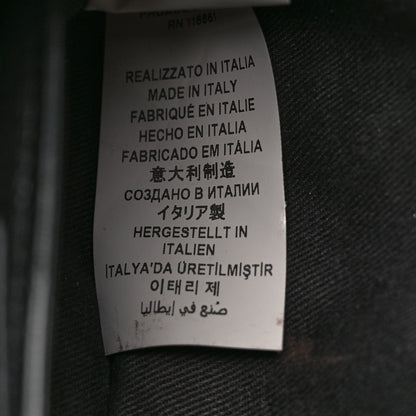 RN 116881
REALIZZATO IN ITALIA
MADE IN ITALY
FABRIQUÉ EN ITALIE
HECHO EN ITALIA
FABRICADO EM ITÁLIA
意大利制造
СОЗДАНО В ИТАЛИИ
イタリア製
HERGESTELLT IN
ITALIEN
İTALYA'DA ÜRETİLMİŞTİR
이태리 제
صُنع في إيطاليا